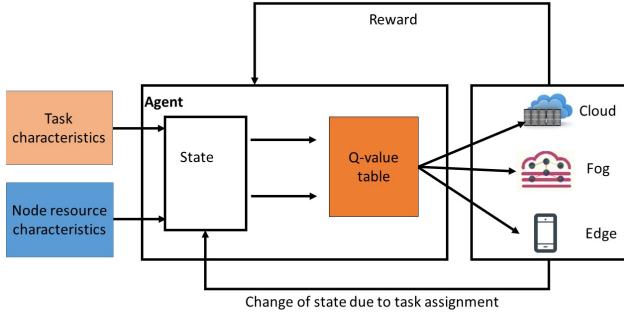 Reward
Agent
Task
characteristics
State
Q-value
table
Node resource
characteristics
Cloud
Fog
Edge
Change of state due to task assignment